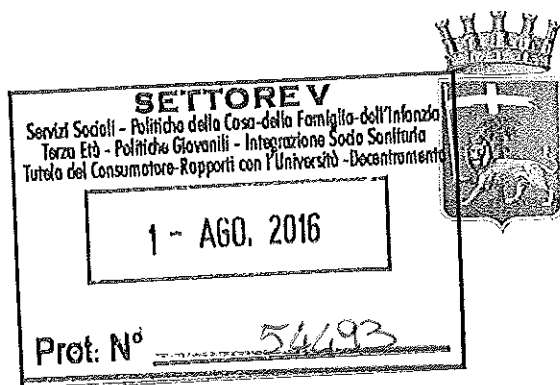 SETTORE V
Servizi Sociali - Politiche della Casa-della Famiglia-dell'Infanzia
Terza Età - Politiche Giovanili - Integrazione Socio Sanitaria
Tutela del Consumatore-Rapporti con l'Università -Decentramento
1 - AGO. 2016
Prot: N° 54493